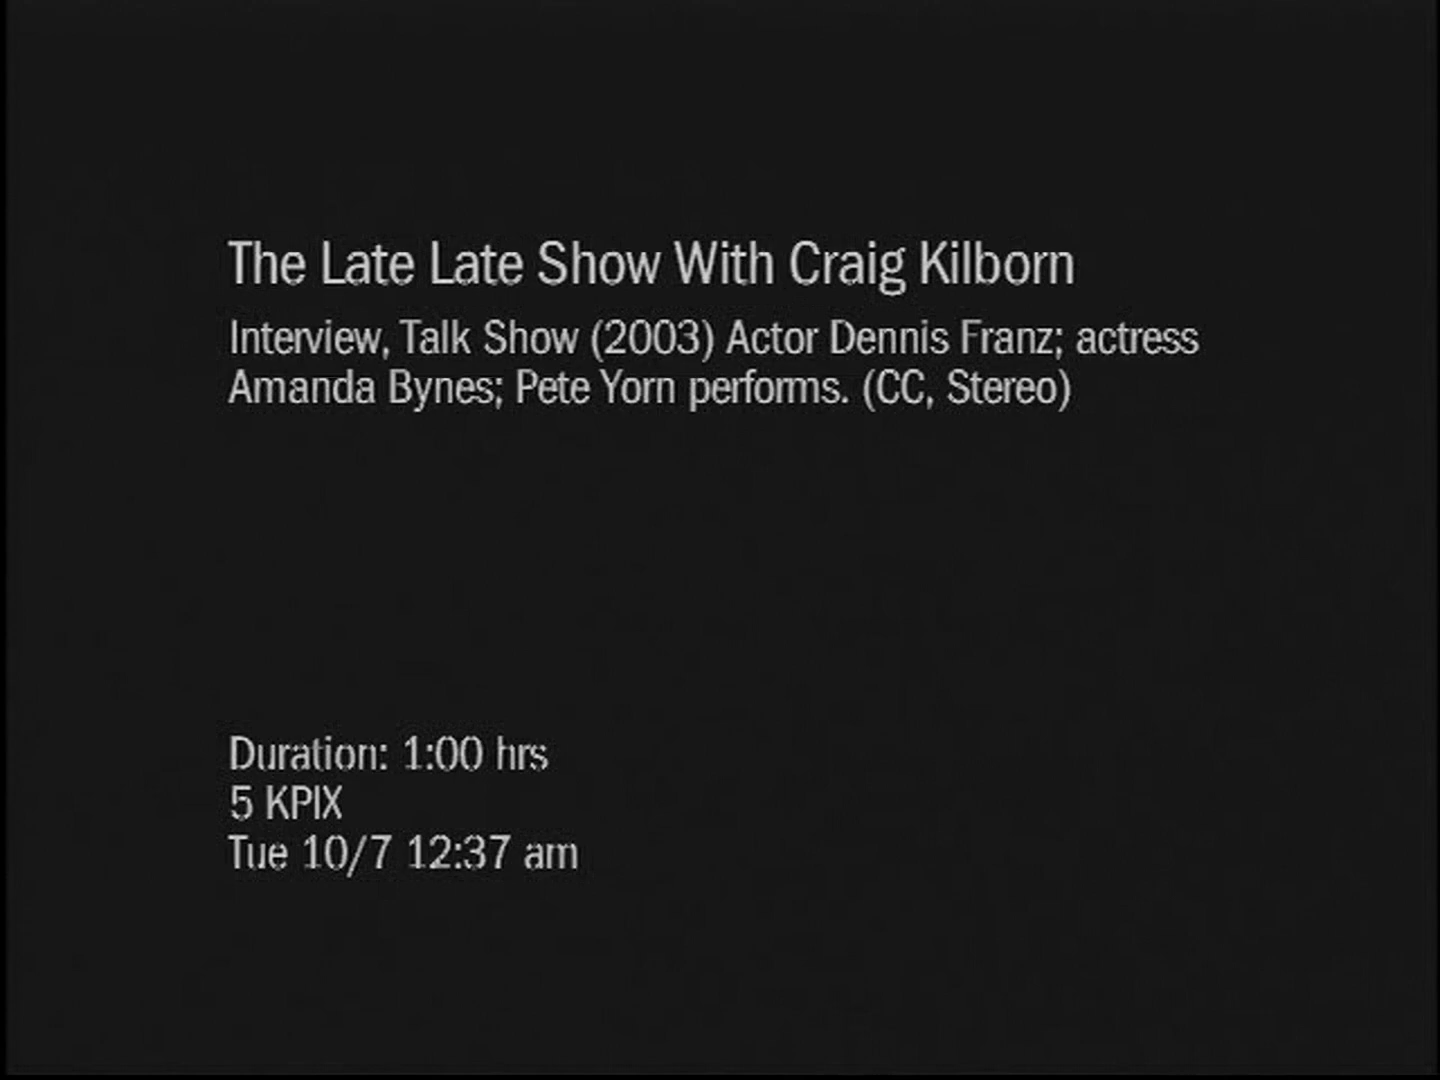 The Late Late Show With Craig Kilborn
Interview, Talk Show (2003) Actor Dennis Franz; actress
Amanda Bynes; Pete Yorn performs. (CC, Stereo)
Duration: 1:00 hrs
5 KPIX
Tue 10/7 12:37 am